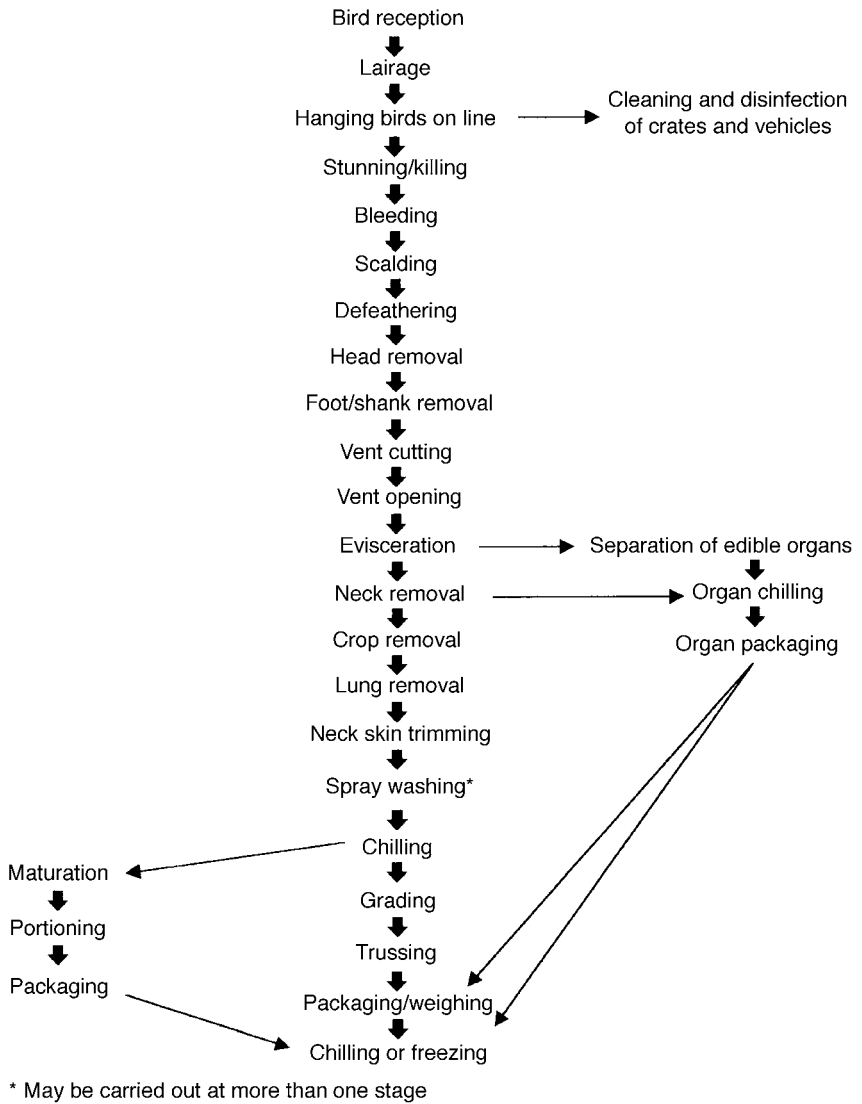 Bird reception
Lairage
Hanging birds on line
Cleaning and disinfection
of crates and vehicles
Stunning/killing
Bleeding
Scalding
Defeathering
Head removal
Foot/shank removal
Vent cutting
Vent opening
Evisceration
Separation of edible organs
Neck removal
Organ chilling
Crop removal
Organ packaging
Lung removal
Neck skin trimming
Spray washing*
Chilling
Maturation
Grading
Portioning
Trussing
Packaging
Packaging/weighing
Chilling or freezing
* May be carried out at more than one stage